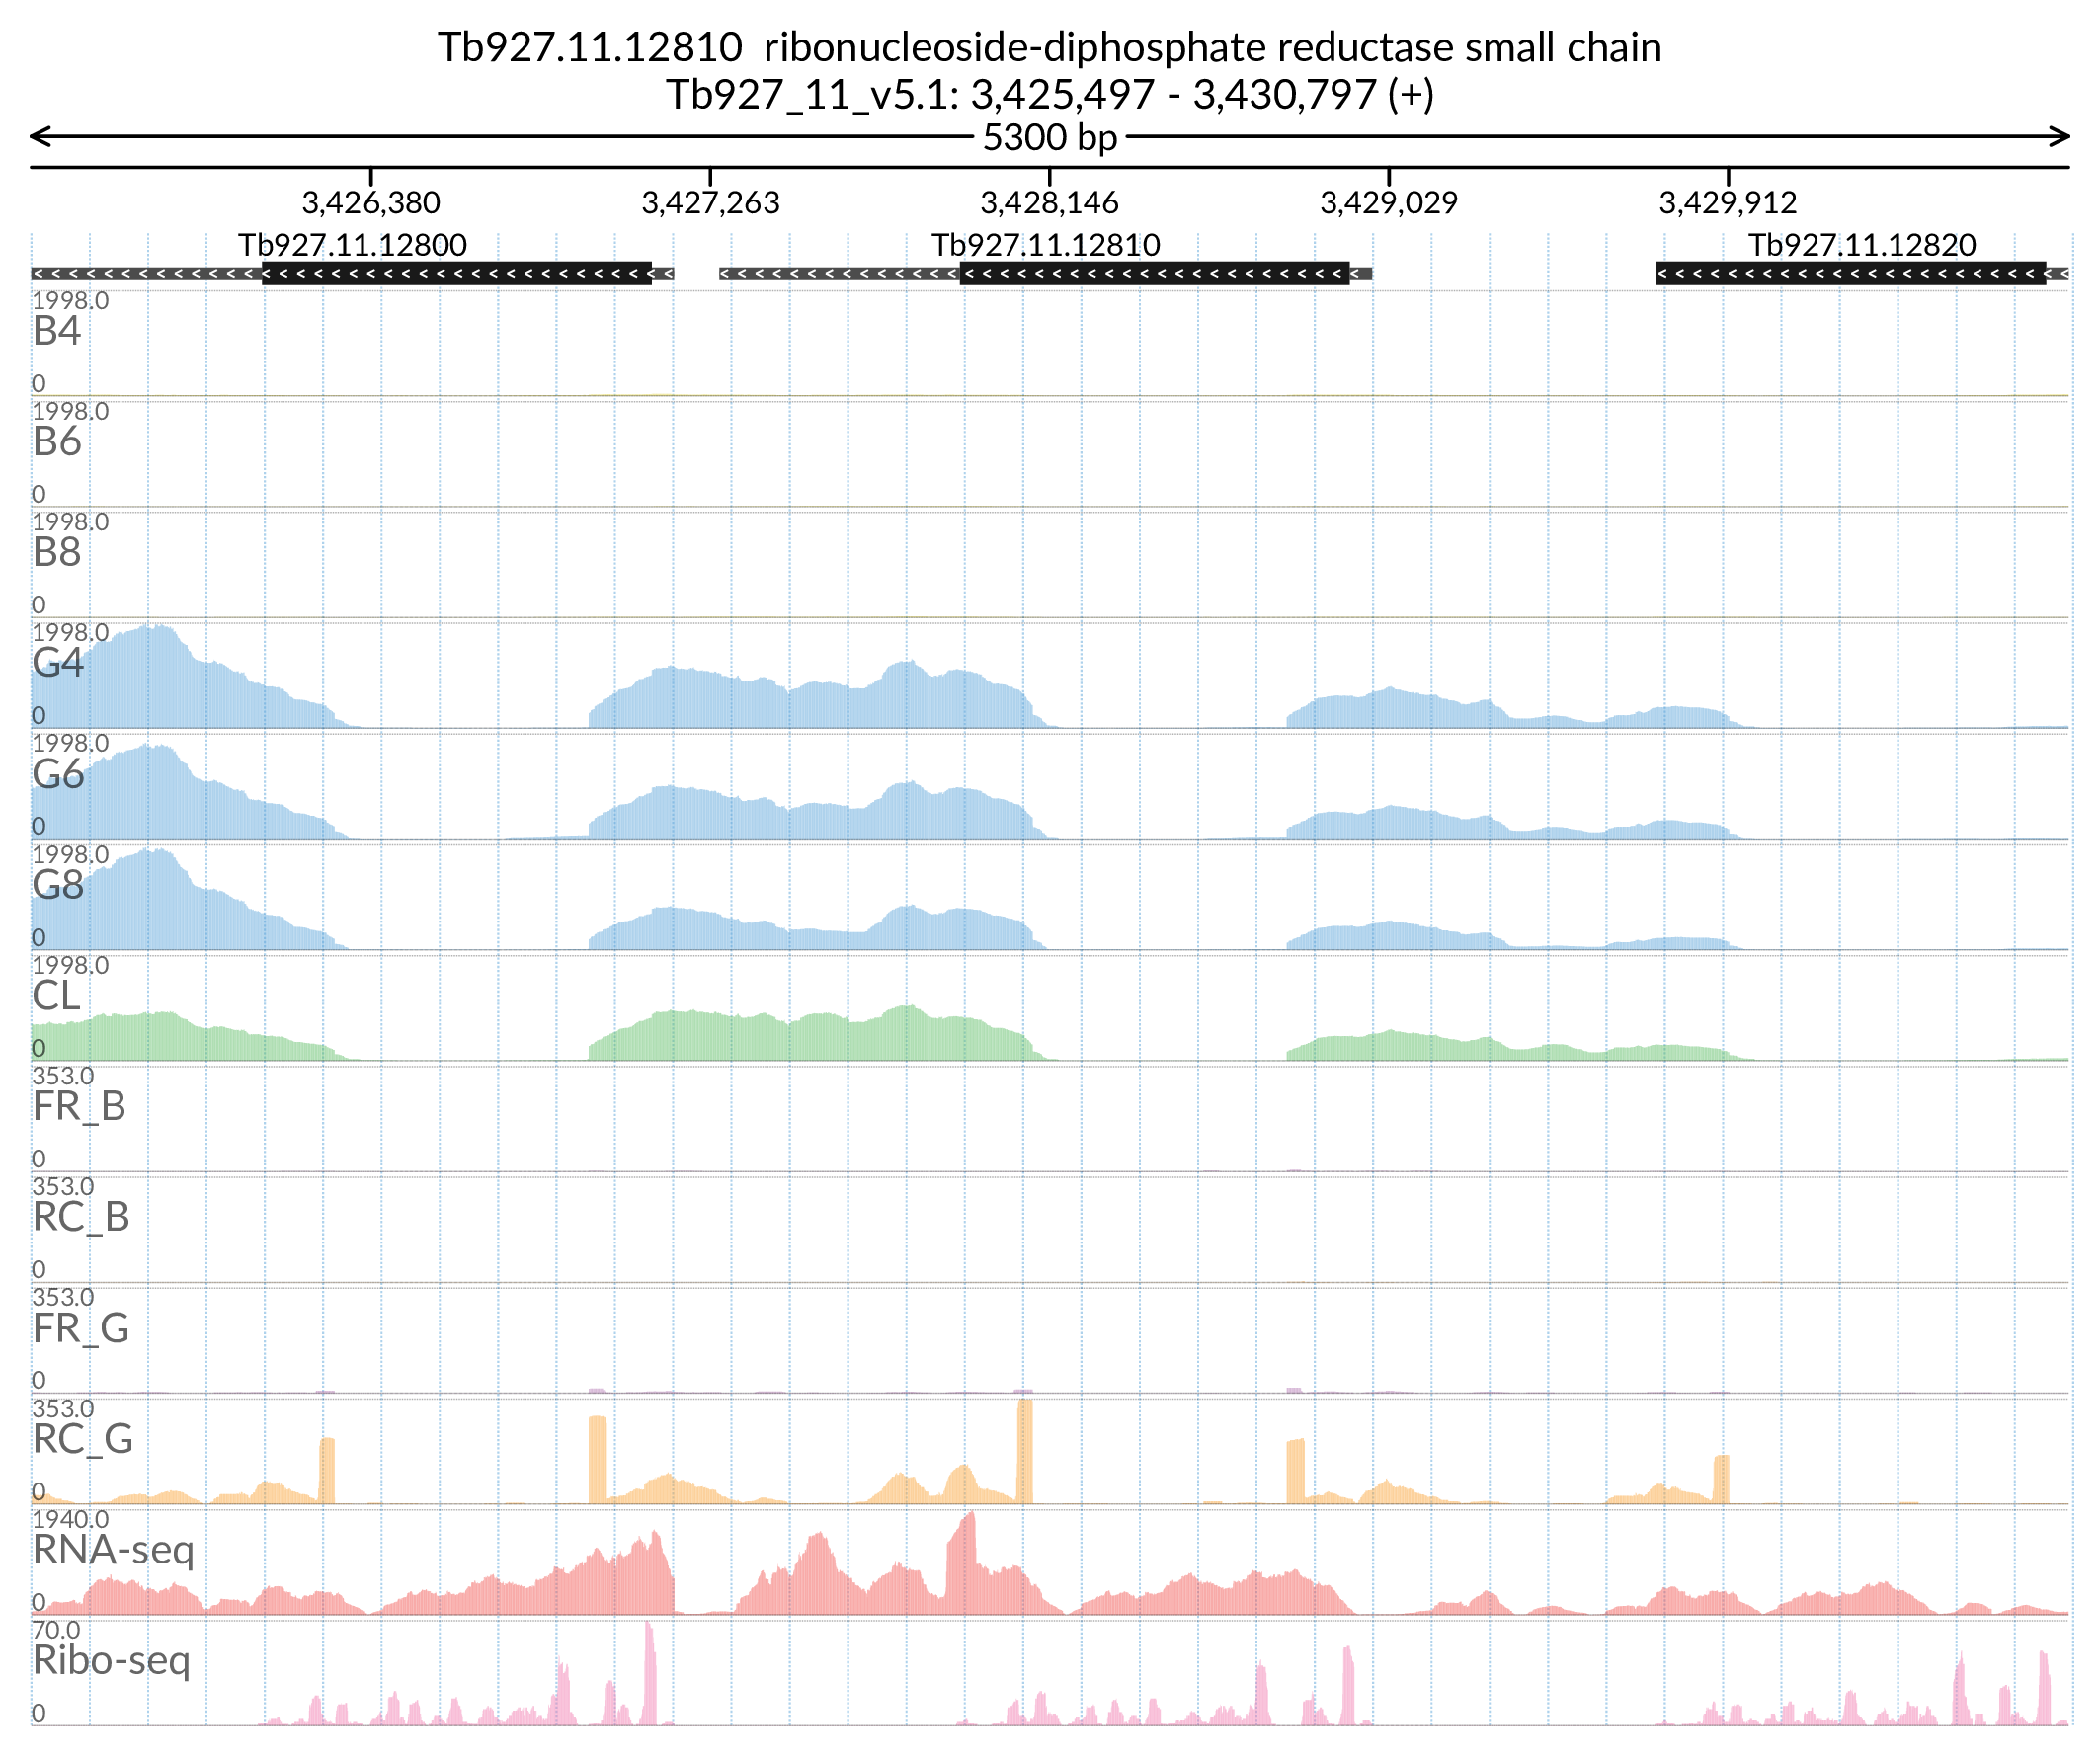 Tb927.11.12810  ribonucleoside-diphosphate reductase small chain
Tb927_11_v5.1: 3,425,497 - 3,430,797 (+)
5300 bp
3,426,380 3,427,263 3,428,146 3,429,029 3,429,912
Tb927.11.12800 Tb927.11.12810 Tb927.11.12820
1998.0
B4
0
1998.0
B6
0
1998.0
B8
0
1998.0
G4
0
1998.0
G6
0
1998.0
G8
0
1998.0
CL
0
353.0
FR_B
0
353.0
RC_B
0
353.0
FR_G
0
353.0
RC_G
0
1940.0
RNA-seq
0
70.0
Ribo-seq
0